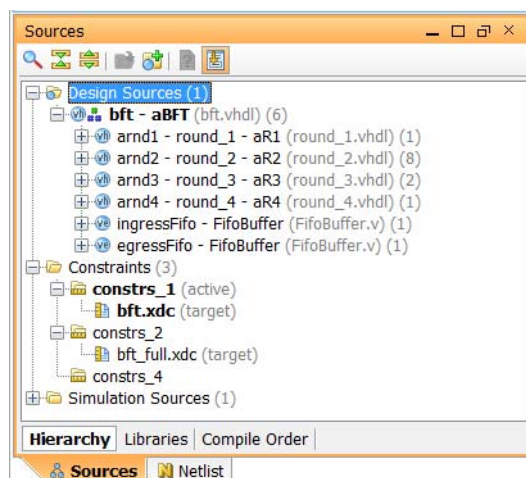 Sources
Design Sources (1)
bft - aBFT (bft.vhdl) (6)
arnd1 - round_1 - aR1 (round_1.vhdl) (1)
arnd2 - round_2 - aR2 (round_2.vhdl) (8)
arnd3 - round_3 - aR3 (round_3.vhdl) (2)
arnd4 - round_4 - aR4 (round_4.vhdl) (1)
ingressFifo - FifoBuffer (FifoBuffer.v) (1)
egressFifo - FifoBuffer (FifoBuffer.v) (1)
Constraints (3)
constrs_1 (active)
bft.xdc (target)
constrs_2
bft_full.xdc (target)
constrs_4
Simulation Sources (1)
Hierarchy Libraries Compile Order
Sources Netlist